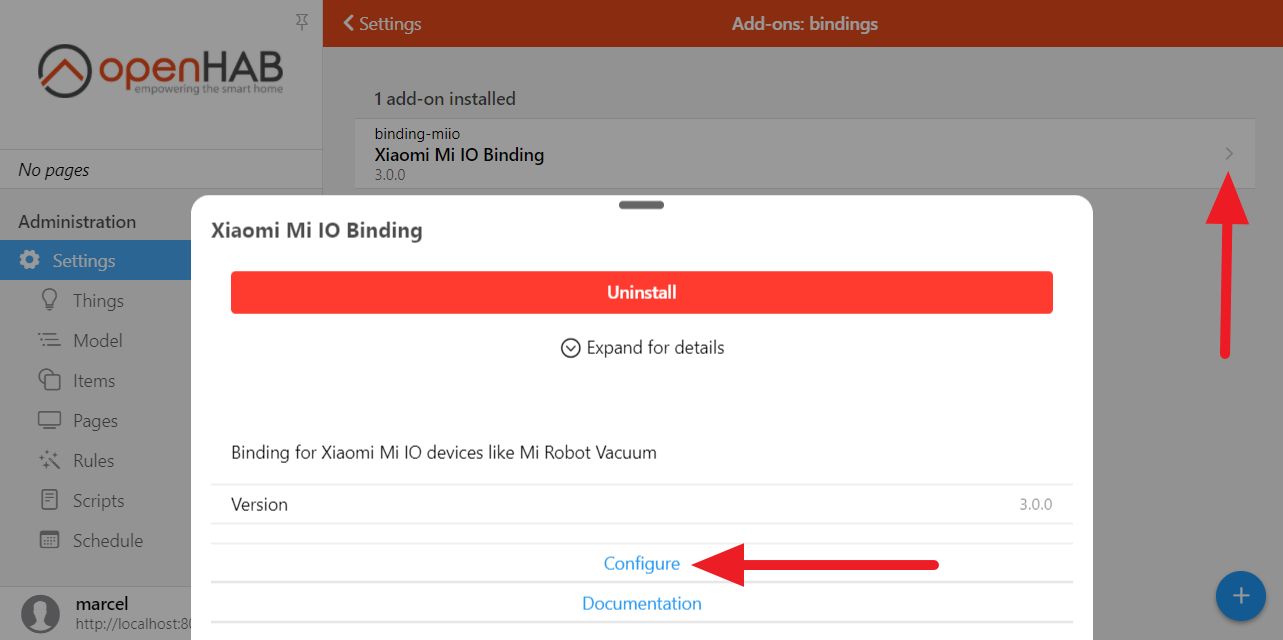 openHAB
empowering the smart home
Settings
Add-ons: bindings
1 add-on installed
binding-miio
Xiaomi Mi IO Binding
3.0.0
No pages
Administration
Settings
Things
Model
Items
Pages
Rules
Scripts
Schedule
marcel
http://localhost:80
Xiaomi Mi IO Binding
Uninstall
Expand for details
Binding for Xiaomi Mi IO devices like Mi Robot Vacuum
Version 3.0.0
Configure
Documentation